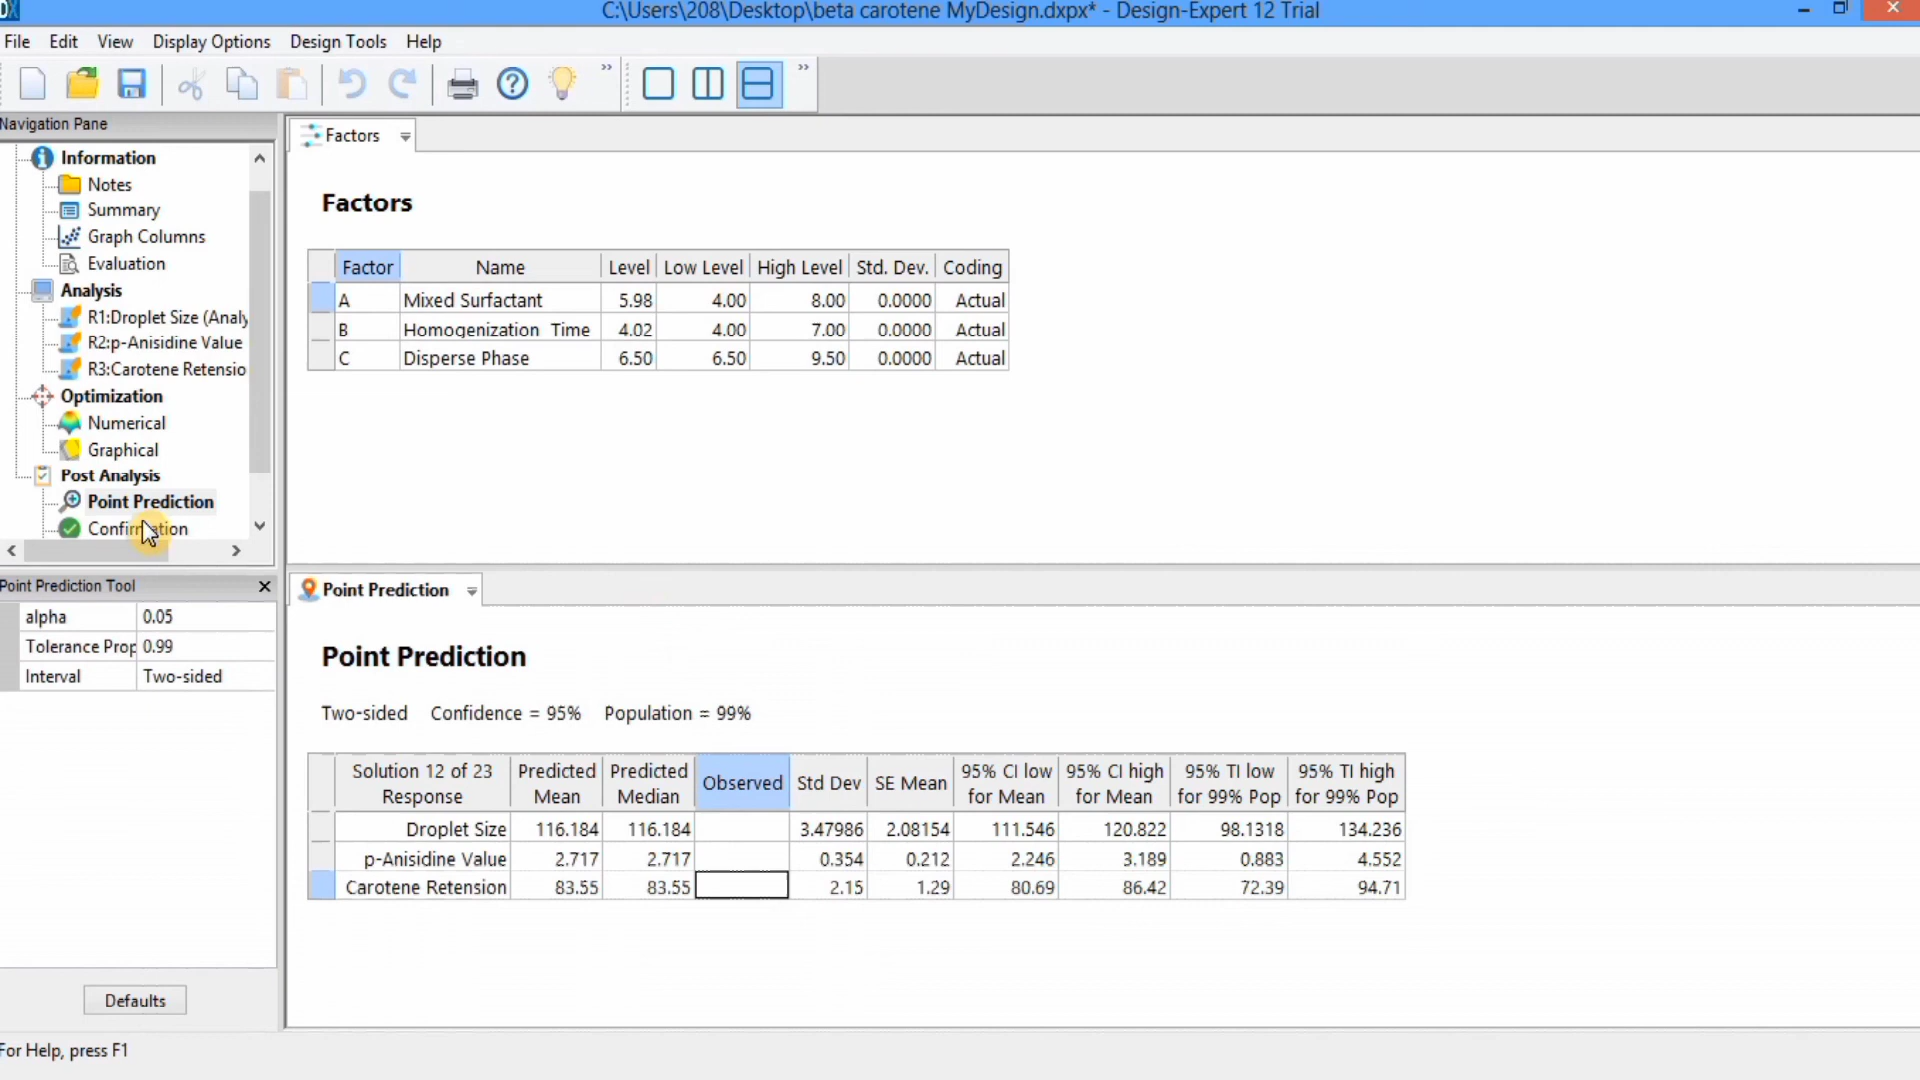 DX C:\Users\208\Desktop\beta carotene MyDesign.dxpx* - Design-Expert 12 Trial
File Edit View Display Options Design Tools Help
Navigation Pane
Information
Notes
Summary
Graph Columns
Evaluation
Analysis
R1:Droplet Size (Analy
R2:p-Anisidine Value
R3:Carotene Retensio
Optimization
Numerical
Graphical
Post Analysis
Point Prediction
Confirmation
Point Prediction Tool
alpha 0.05
Tolerance Prop 0.99
Interval Two-sided
Defaults
Factors
Factors
Factor Name Level Low Level High Level Std. Dev. Coding
A Mixed Surfactant 5.98 4.00 8.00 0.0000 Actual
B Homogenization Time 4.02 4.00 7.00 0.0000 Actual
C Disperse Phase 6.50 6.50 9.50 0.0000 Actual
Point Prediction
Point Prediction
Two-sided Confidence = 95% Population = 99%
Solution 12 of 23 Predicted Predicted Observed Std Dev SE Mean 95% CI low 95% CI high 95% TI low 95% TI high
Response Mean Median for Mean for Mean for 99% Pop for 99% Pop
Droplet Size 116.184 116.184 3.47986 2.08154 111.546 120.822 98.1318 134.236
p-Anisidine Value 2.717 2.717 0.354 0.212 2.246 3.189 0.883 4.552
Carotene Retension 83.55 83.55 2.15 1.29 80.69 86.42 72.39 94.71
For Help, press F1